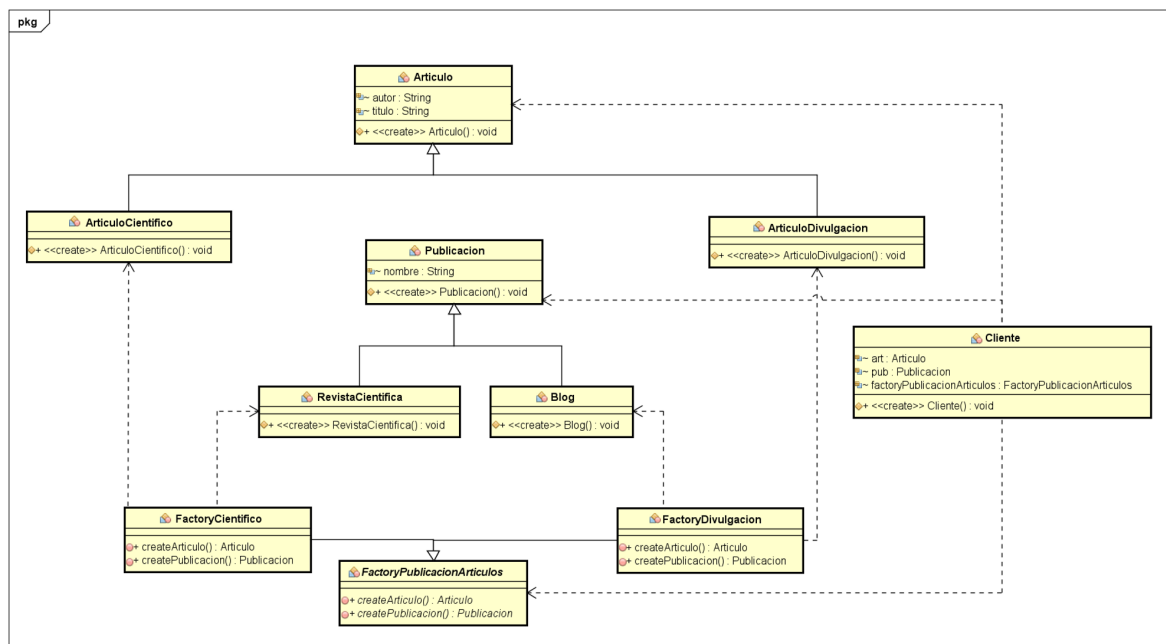 pkg
Articulo
~ autor : String
~ titulo : String
+ <<create>> Articulo() : void
ArticuloCientifico
+ <<create>> ArticuloCientifico() : void
ArticuloDivulgacion
+ <<create>> ArticuloDivulgacion() : void
Publicacion
~ nombre : String
+ <<create>> Publicacion() : void
Cliente
~ art : Articulo
~ pub : Publicacion
~ factoryPublicacionArticulos : FactoryPublicacionArticulos
+ <<create>> Cliente() : void
RevistaCientifica
+ <<create>> RevistaCientifica() : void
Blog
+ <<create>> Blog() : void
FactoryCientifico
+ createArticulo() : Articulo
+ createPublicacion() : Publicacion
FactoryDivulgacion
+ createArticulo() : Articulo
+ createPublicacion() : Publicacion
FactoryPublicacionArticulos
+ createArticulo() : Articulo
+ createPublicacion() : Publicacion